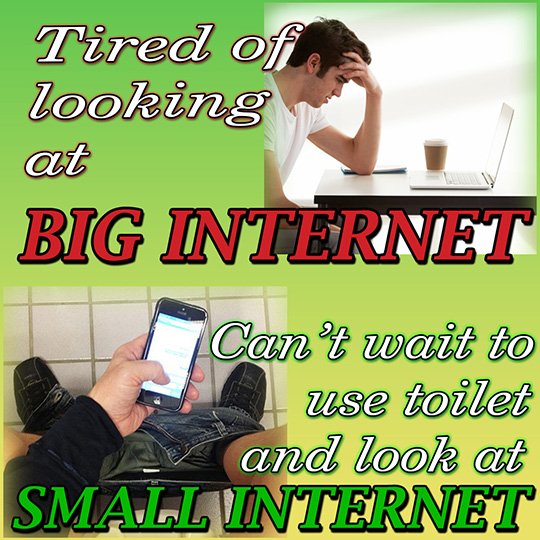 Tired of
looking
at
BIG INTERNET
Can't wait to
use toilet
and look at
SMALL INTERNET